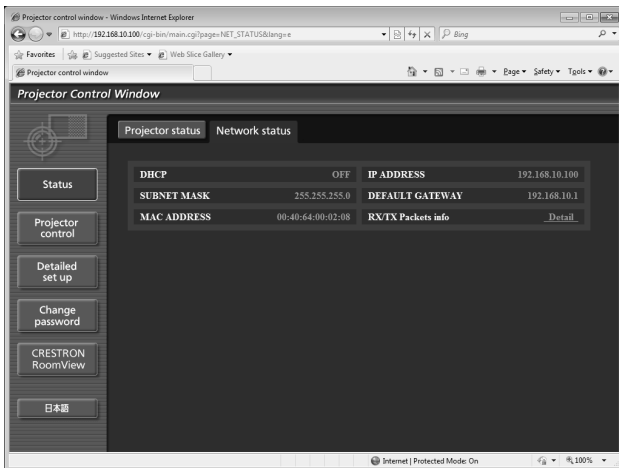 Projector control window - Windows Internet Explorer
http://192.168.10.100/cgi-bin/main.cgi?page=NET_STATUS&lang=e
Bing
Favorites Suggested Sites Web Slice Gallery
Projector control window
Page Safety Tools
Projector Control Window
Projector status Network status
Status
Projector control
Detailed set up
Change password
CRESTRON RoomView
日本語
DHCP OFF IP ADDRESS 192.168.10.100
SUBNET MASK 255.255.255.0 DEFAULT GATEWAY 192.168.10.1
MAC ADDRESS 00:40:64:00:02:08 RX/TX Packets info Detail
Internet | Protected Mode: On 100%